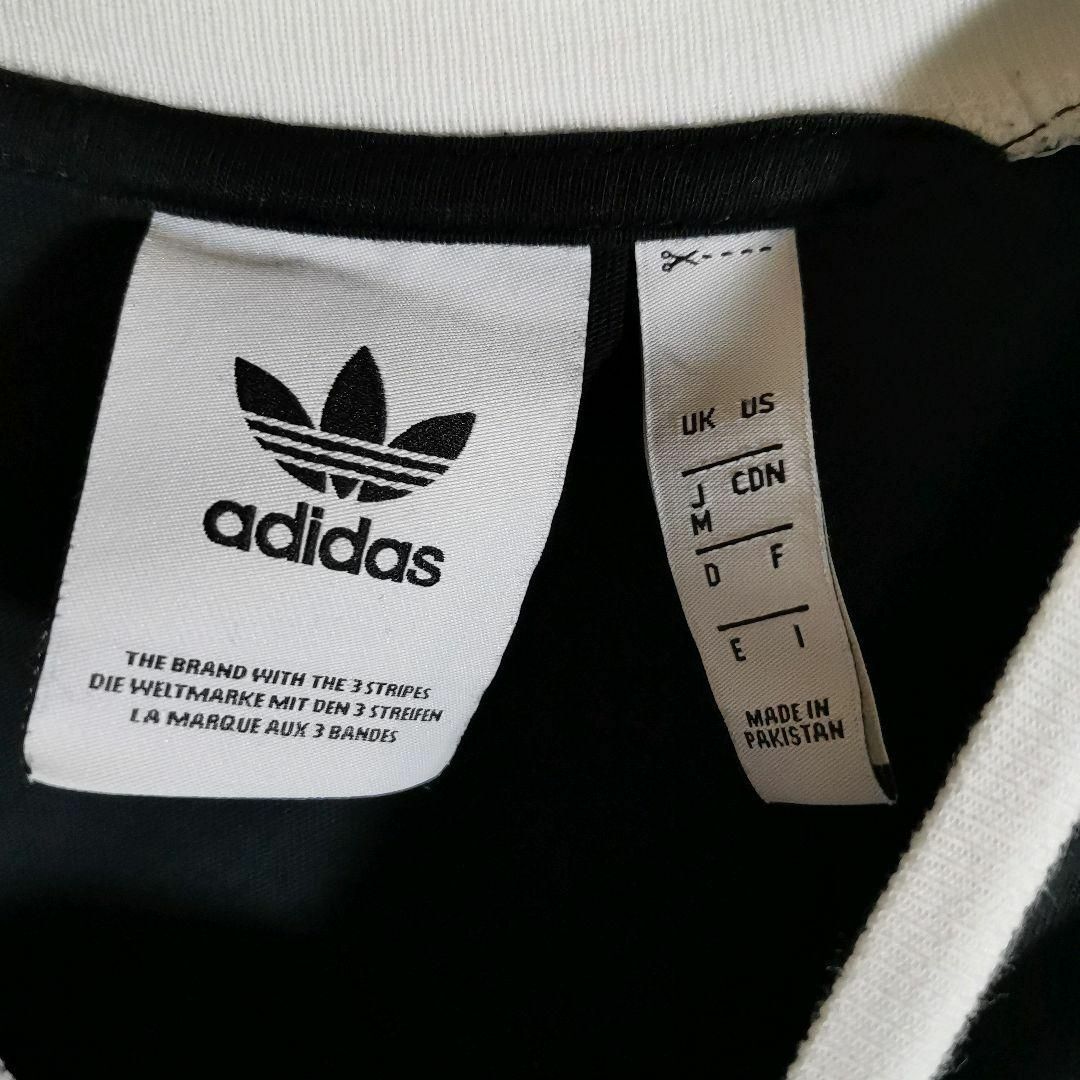 adidas
THE BRAND WITH THE 3 STRIPES
DIE WELTMARKE MIT DEN 3 STREIFEN
LA MARQUE AUX 3 BANDES
UK US
J CDN
M
D F
E I
MADE IN
PAKISTAN